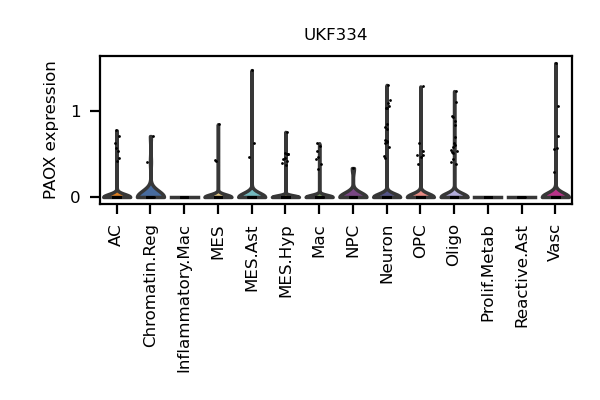 UKF334
PAOX expression
1
0
AC
Chromatin.Reg
Inflammatory.Mac
MES
MES.Ast
MES.Hyp
Mac
NPC
Neuron
OPC
Oligo
Prolif.Metab
Reactive.Ast
Vasc